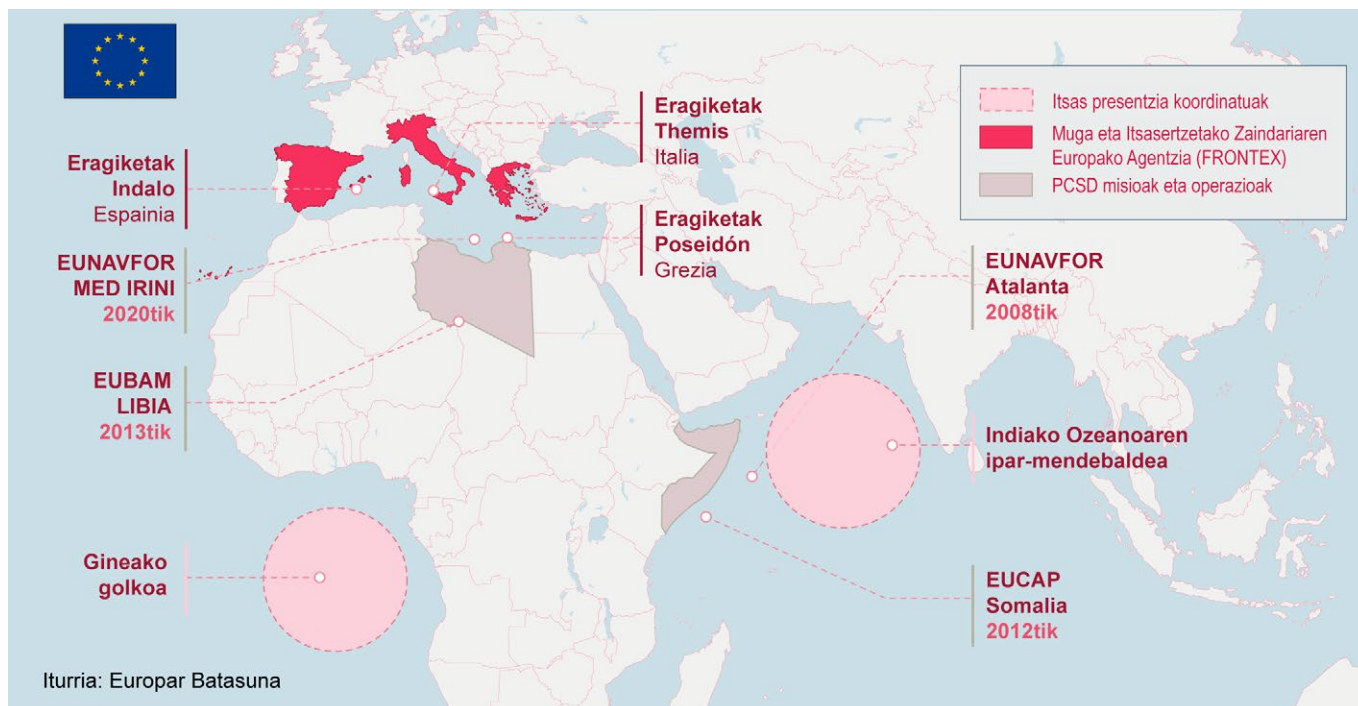 Eragiketak
Indalo
Espainia
EUNAVFOR
MED IRINI
2020tik
EUBAM
LIBIA
2013tik
Gineako
golkoa
Eragiketak
Themis
Italia
Eragiketak
Poseidón
Grezia
Itsas presentzia koordinatuak
Muga eta Itsasertzetako Zaindariaren
Europako Agentzia (FRONTEX)
PCSD misioak eta operazioak
EUNAVFOR
Atalanta
2008tik
Indiako Ozeanoaren
ipar-mendebaldea
EUCAP
Somalia
2012tik
Iturria: Europar Batasuna